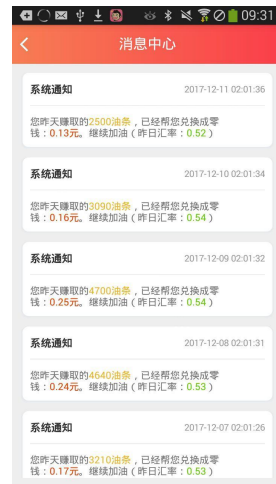 09:31
消息中心
系统通知 2017-12-11 02:01:36
您昨天赚取的2500油条，已经帮您兑换成零
钱：0.13元。继续加油（昨日汇率：0.52）
系统通知 2017-12-10 02:01:34
您昨天赚取的3090油条，已经帮您兑换成零
钱：0.16元。继续加油（昨日汇率：0.54）
系统通知 2017-12-09 02:01:32
您昨天赚取的4700油条，已经帮您兑换成零
钱：0.25元。继续加油（昨日汇率：0.54）
系统通知 2017-12-08 02:01:31
您昨天赚取的4640油条，已经帮您兑换成零
钱：0.24元。继续加油（昨日汇率：0.53）
系统通知 2017-12-07 02:01:26
您昨天赚取的3210油条，已经帮您兑换成零
钱：0.17元。继续加油（昨日汇率：0.53）